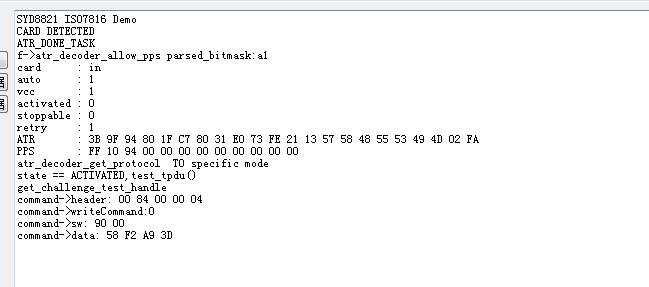 SYD8821 ISO7816 Demo
CARD DETECTED
ATR_DONE_TASK
f->atr_decoder_allow_pps parsed_bitmask:a1
card : in
auto : 1
vcc : 1
activated : 0
stoppable : 0
retry : 1
ATR : 3B 9F 94 80 1F C7 80 31 E0 73 FE 21 13 57 58 48 55 53 49 4D 02 FA
PPS : FF 10 94 00 00 00 00 00 00 00 00 00
atr_decoder_get_protocol T0 specific mode
state == ACTIVATED,test_tpdu()
get_challenge_test_handle
command->header: 00 84 00 00 04
command->writeCommand:0
command->sw: 90 00
command->data: 58 F2 A9 3D